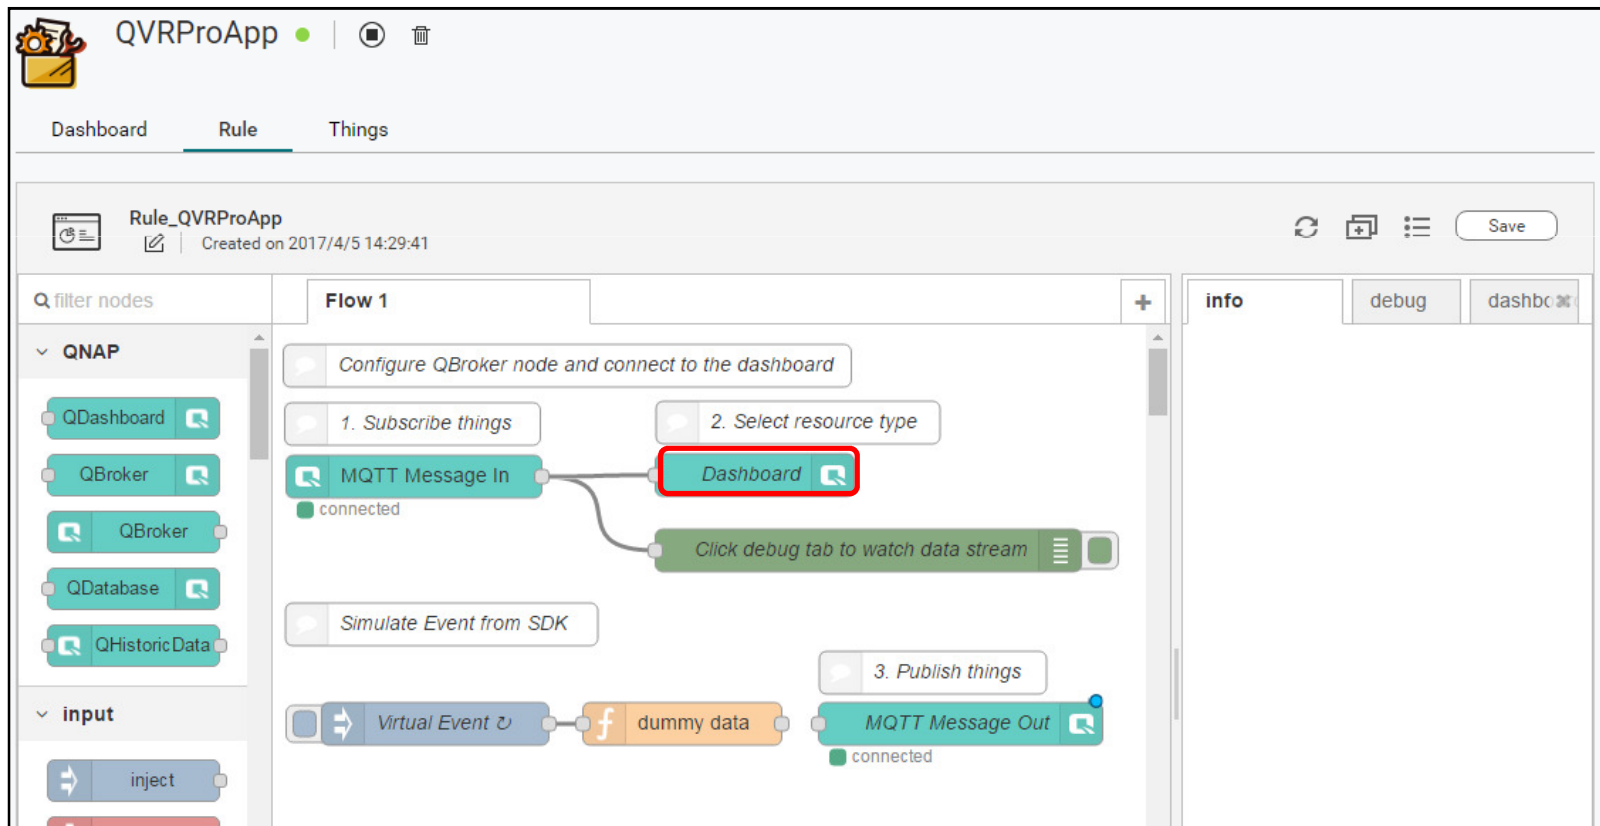 QVRProApp
Dashboard Rule Things
Rule_QVRProApp
Created on 2017/4/5 14:29:41
Save
filter nodes
Flow 1
info debug dashbo
QNAP
QDashboard
QBroker
QBroker
QDatabase
QHistoricData
input
inject
Configure QBroker node and connect to the dashboard
1. Subscribe things
2. Select resource type
MQTT Message In
Dashboard
connected
Click debug tab to watch data stream
Simulate Event from SDK
3. Publish things
Virtual Event ↻
dummy data
MQTT Message Out
connected